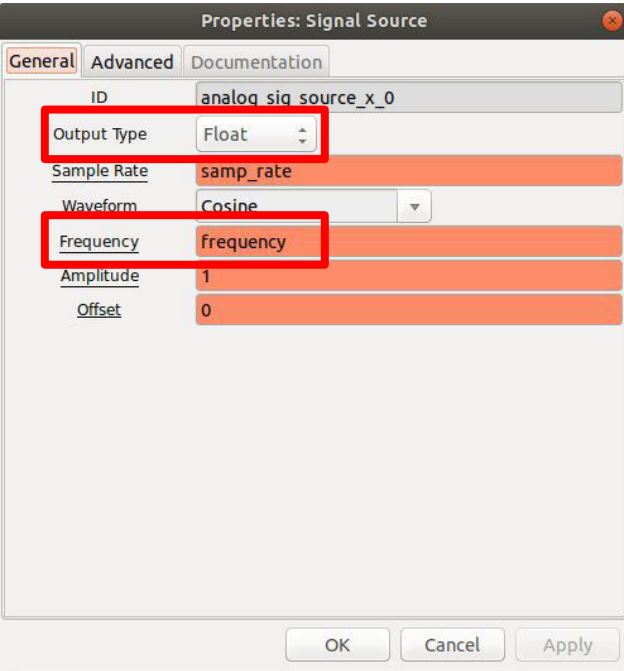 Properties: Signal Source
General Advanced Documentation
ID analog_sig_source_x_0
Output Type Float
Sample Rate samp_rate
Waveform Cosine
Frequency frequency
Amplitude 1
Offset 0
OK Cancel Apply